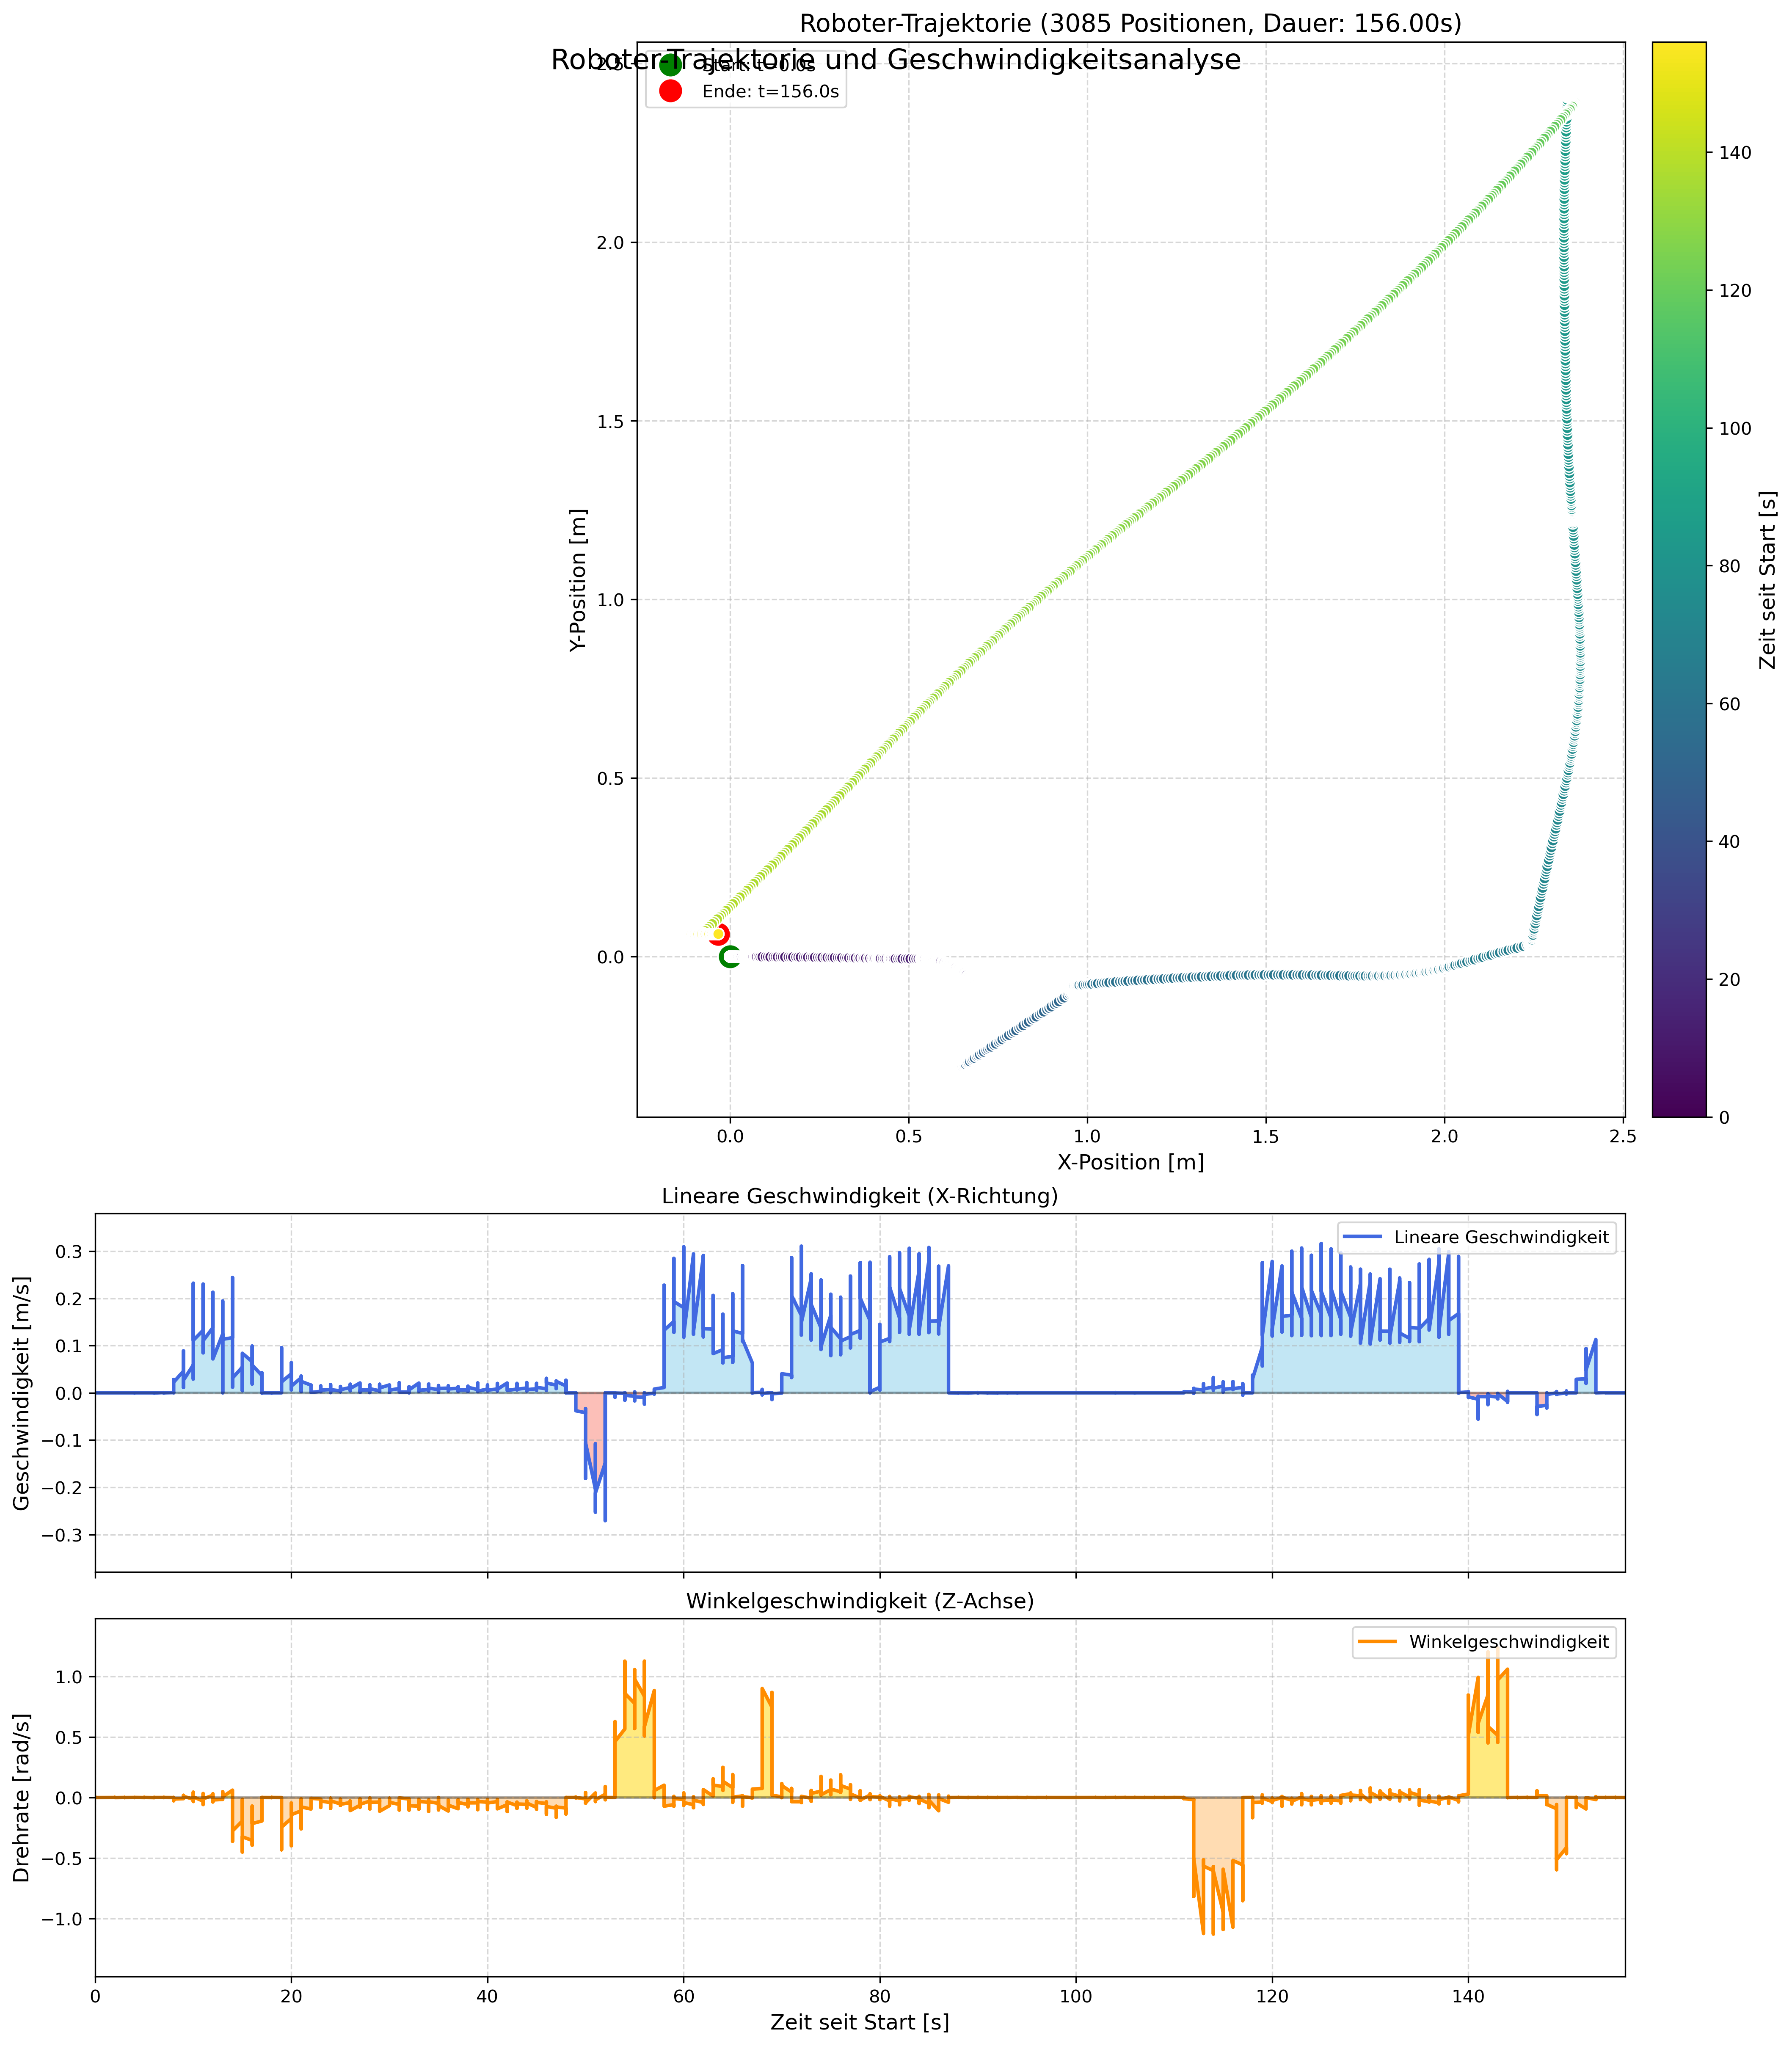 Roboter-Trajektorie (3085 Positionen, Dauer: 156.00s)
Roboter-Trajektorie und Geschwindigkeitsanalyse
Start: t=0.0s
Ende: t=156.0s
2.5
2.0
1.5
1.0
0.5
0.0
Y-Position [m]
0.0 0.5 1.0 1.5 2.0 2.5
X-Position [m]
140
120
100
80
60
40
20
0
Zeit seit Start [s]
Lineare Geschwindigkeit (X-Richtung)
Lineare Geschwindigkeit
0.3
0.2
0.1
0.0
−0.1
−0.2
−0.3
Geschwindigkeit [m/s]
Winkelgeschwindigkeit (Z-Achse)
Winkelgeschwindigkeit
1.0
0.5
0.0
−0.5
−1.0
Drehrate [rad/s]
0 20 40 60 80 100 120 140
Zeit seit Start [s]